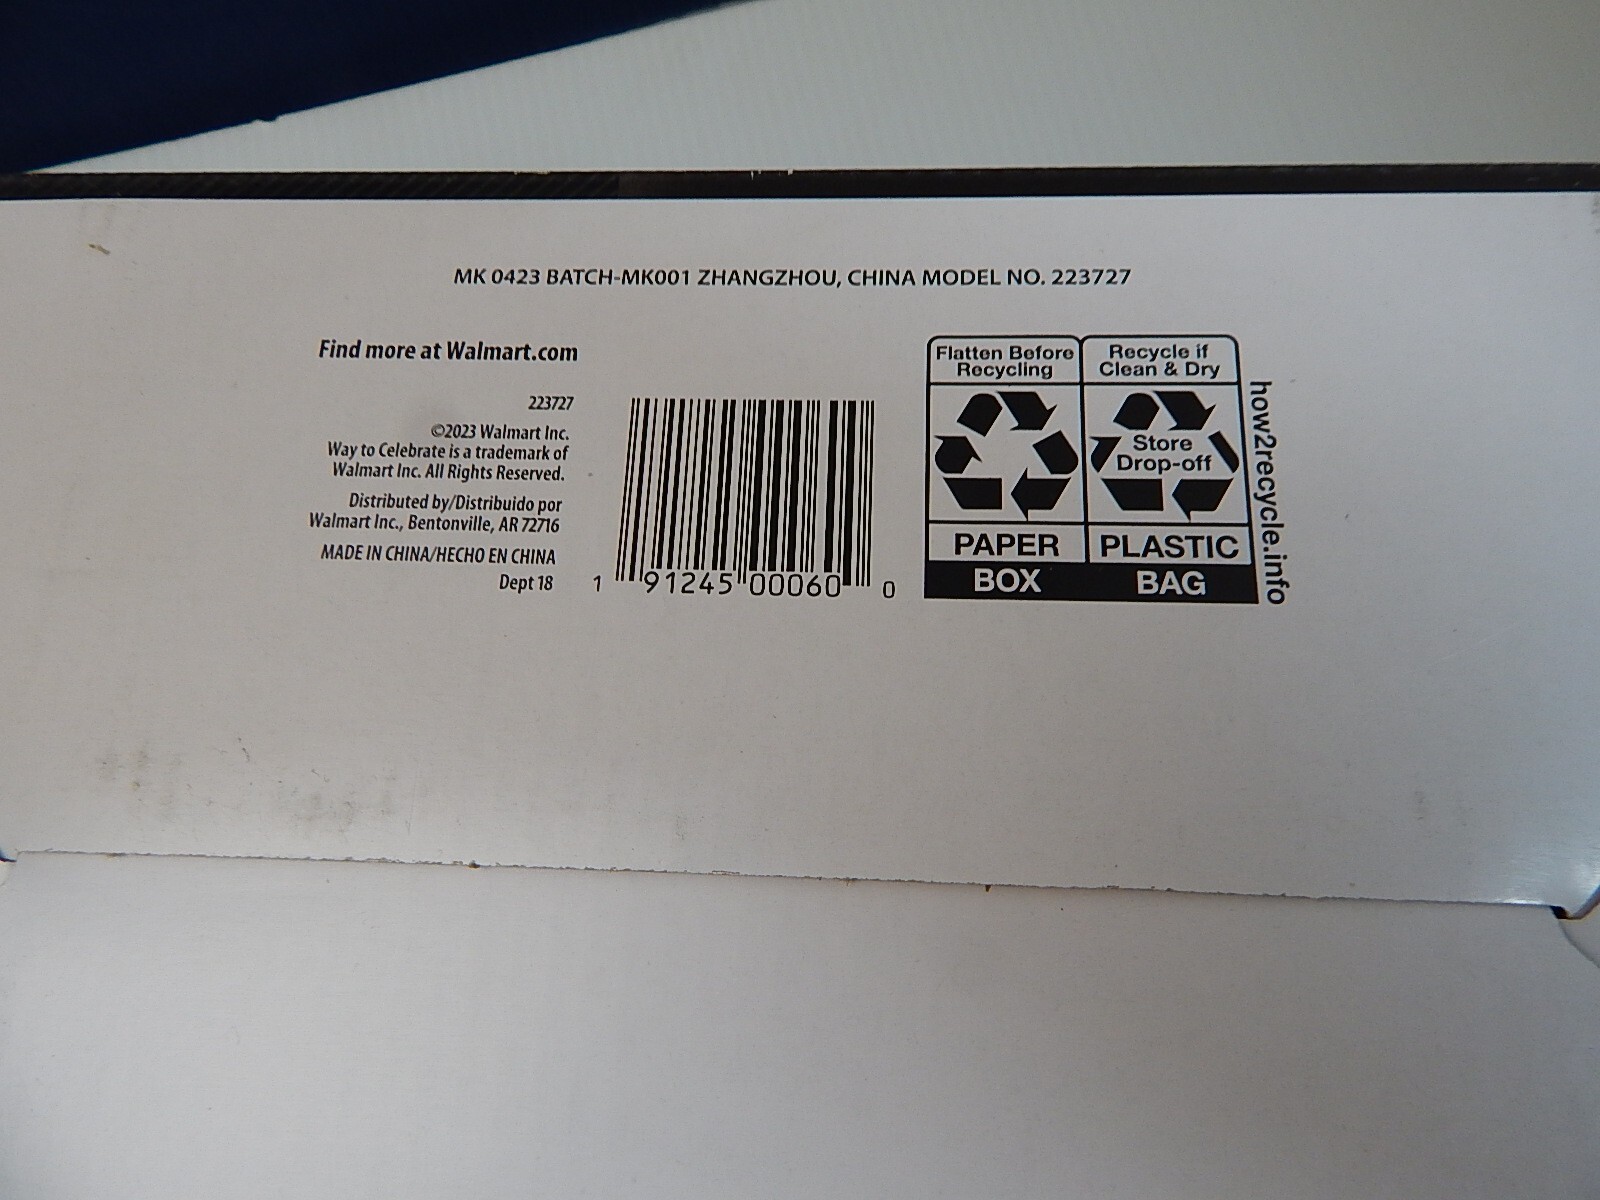 MK 0423 BATCH-MK001 ZHANGZHOU, CHINA MODEL NO. 223727
Find more at Walmart.com
223727
©2023 Walmart Inc.
Way to Celebrate is a trademark of
Walmart Inc. All Rights Reserved.
Distributed by/Distribuido por
Walmart Inc., Bentonville, AR 72716
MADE IN CHINA/HECHO EN CHINA
Dept 18
1 91245 00060 0
Flatten Before
Recycling
PAPER
BOX
Recycle if
Clean & Dry
Store
Drop-off
PLASTIC
BAG
how2recycle.info